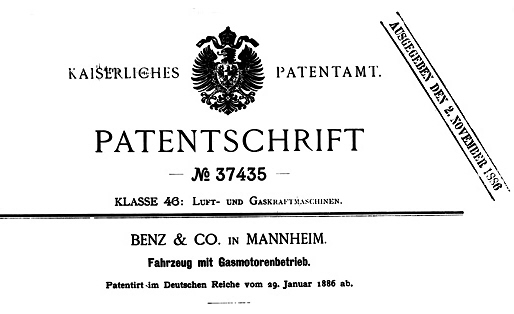 KAISERLICHES PATENTAMT.
AUSGEGEBEN DEN 2. NOVEMBER 1886
PATENTSCHRIFT
— № 37435 —
KLASSE 46: LUFT- UND GASKRAFTMASCHINEN.
BENZ & CO. IN MANNHEIM.
Fahrzeug mit Gasmotorenbetrieb.
Patentirt im Deutschen Reiche vom 29. Januar 1886 ab.